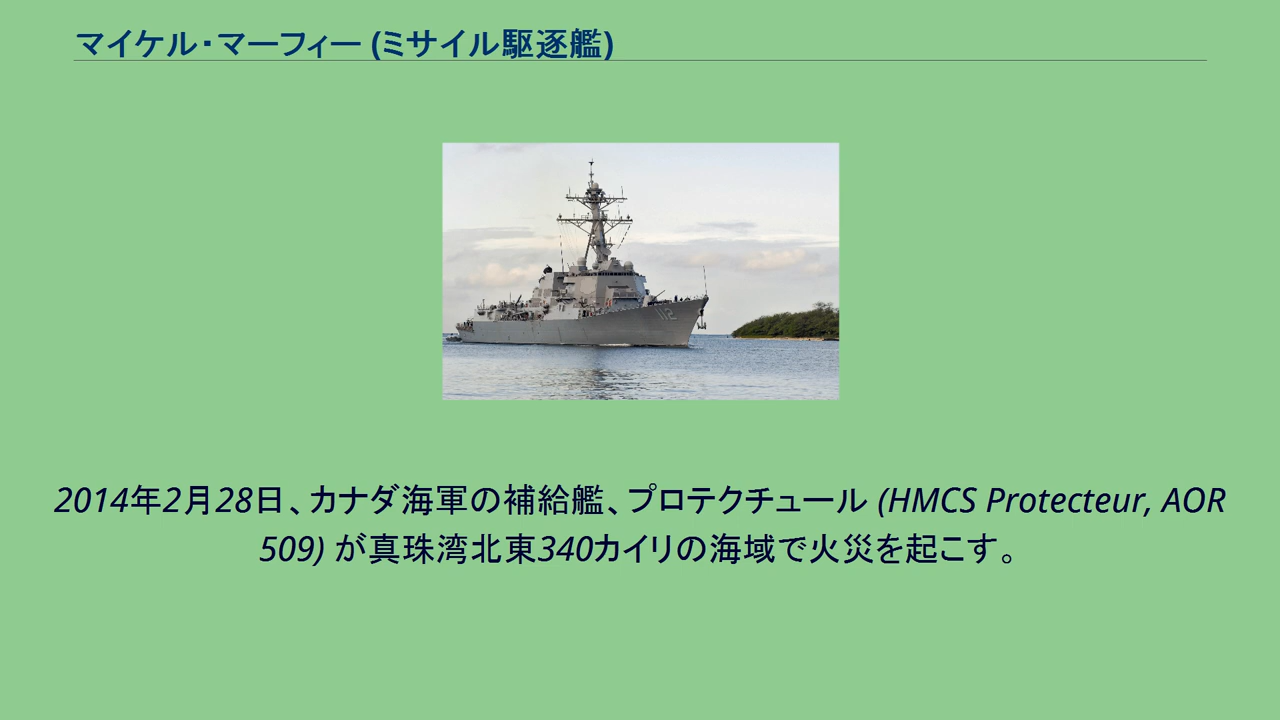 マイケル・マーフィー (ミサイル駆逐艦)
112
2014年2月28日、カナダ海軍の補給艦、プロテクチュール (HMCS Protecteur, AOR
509) が真珠湾北東340カイリの海域で火災を起こす。